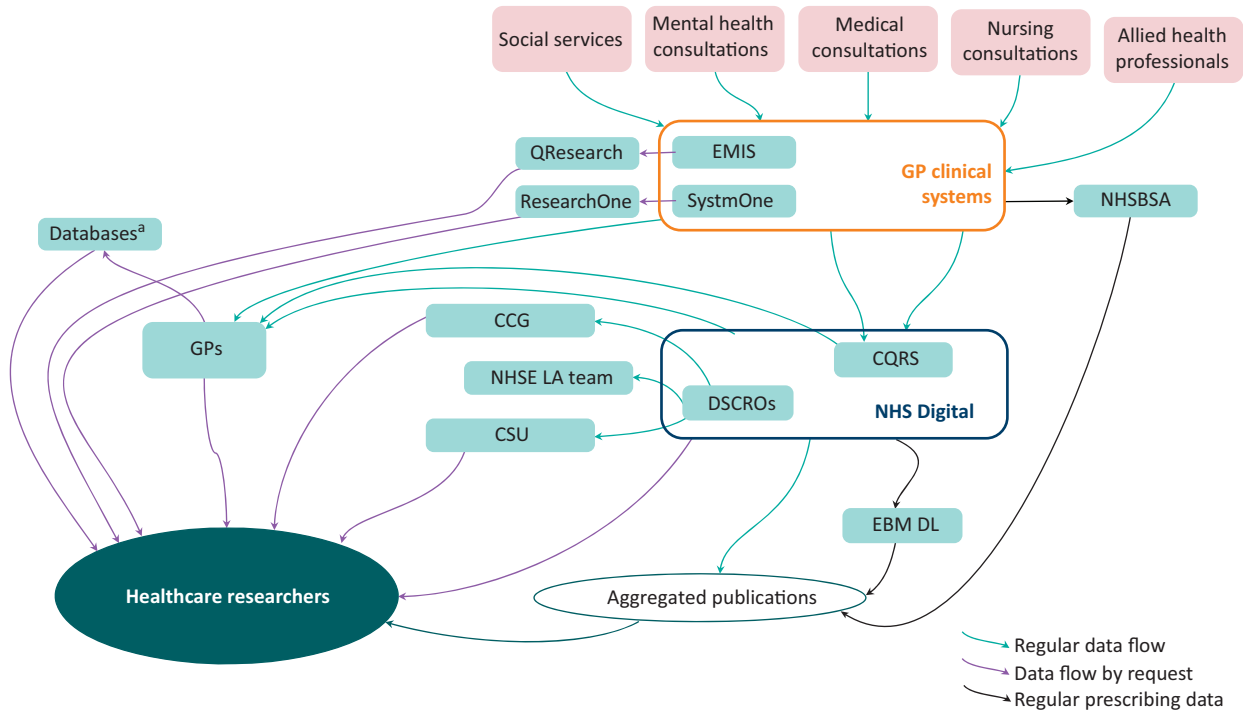 Social services
Mental health
consultations
Medical
consultations
Nursing
consultations
Allied health
professionals
QResearch
EMIS
GP clinical
systems
ResearchOne
SystmOne
NHSBSA
Databasesᵃ
GPs
CCG
CQRS
NHSE LA team
DSCROs
NHS Digital
CSU
EBM DL
Healthcare researchers
Aggregated publications
Regular data flow
Data flow by request
Regular prescribing data